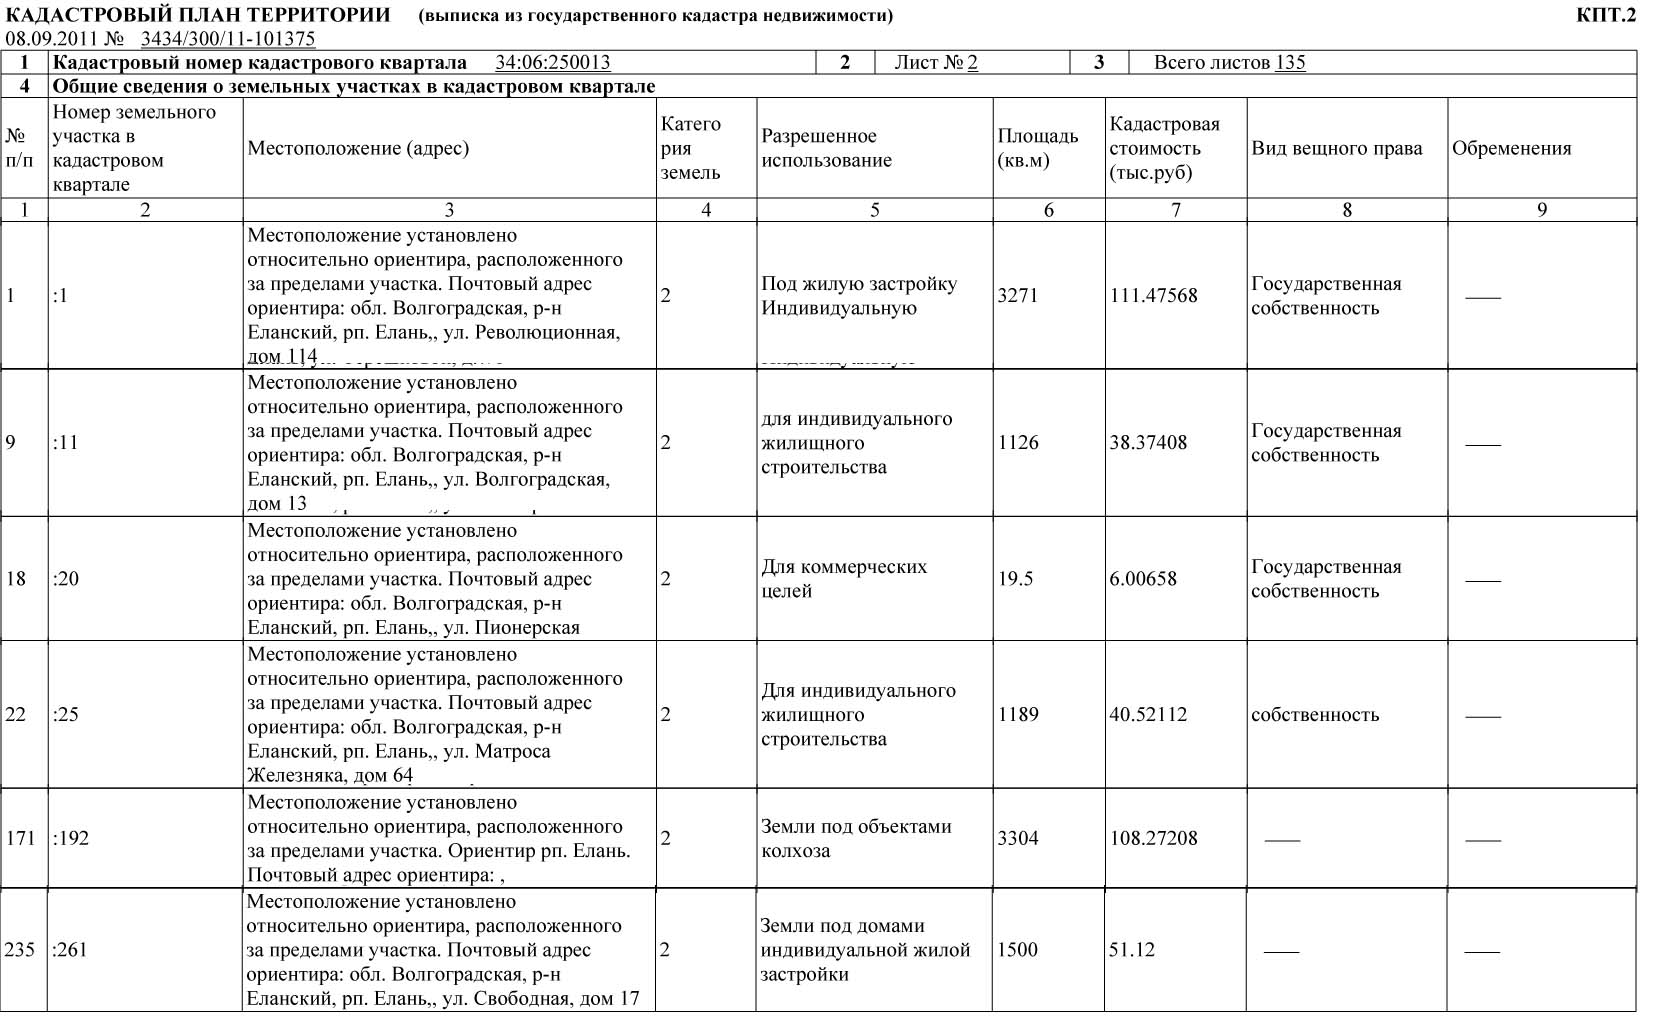 КАДАСТРОВЫЙ ПЛАН ТЕРРИТОРИИ (выписка из государственного кадастра недвижимости) КПТ.2
08.09.2011 № 3434/300/11-101375
1 Кадастровый номер кадастрового квартала 34:06:250013 2 Лист № 2 3 Всего листов 135
4 Общие сведения о земельных участках в кадастровом квартале
№
п/п
Номер земельного
участка в
кадастровом
квартале
Местоположение (адрес)
Катего
рия
земель
Разрешенное
использование
Площадь
(кв.м)
Кадастровая
стоимость
(тыс.руб)
Вид вещного права
Обременения
1 2 3 4 5 6 7 8 9
1
:1
Местоположение установлено
относительно ориентира, расположенного
за пределами участка. Почтовый адрес
ориентира: обл. Волгоградская, р-н
Еланский, рп. Елань,, ул. Революционная,
дом 114
2
Под жилую застройку
Индивидуальную
3271
111.47568
Государственная
собственность
——
9
:11
Местоположение установлено
относительно ориентира, расположенного
за пределами участка. Почтовый адрес
ориентира: обл. Волгоградская, р-н
Еланский, рп. Елань,, ул. Волгоградская,
дом 13
2
для индивидуального
жилищного
строительства
1126
38.37408
Государственная
собственность
——
18
:20
Местоположение установлено
относительно ориентира, расположенного
за пределами участка. Почтовый адрес
ориентира: обл. Волгоградская, р-н
Еланский, рп. Елань,, ул. Пионерская
2
Для коммерческих
целей
19.5
6.00658
Государственная
собственность
——
22
:25
Местоположение установлено
относительно ориентира, расположенного
за пределами участка. Почтовый адрес
ориентира: обл. Волгоградская, р-н
Еланский, рп. Елань,, ул. Матроса
Железняка, дом 64
2
Для индивидуального
жилищного
строительства
1189
40.52112
собственность
——
171
:192
Местоположение установлено
относительно ориентира, расположенного
за пределами участка. Ориентир рп. Елань.
Почтовый адрес ориентира: ,
2
Земли под объектами
колхоза
3304
108.27208
——
——
235
:261
Местоположение установлено
относительно ориентира, расположенного
за пределами участка. Почтовый адрес
ориентира: обл. Волгоградская, р-н
Еланский, рп. Елань,, ул. Свободная, дом 17
2
Земли под домами
индивидуальной жилой
застройки
1500
51.12
——
——